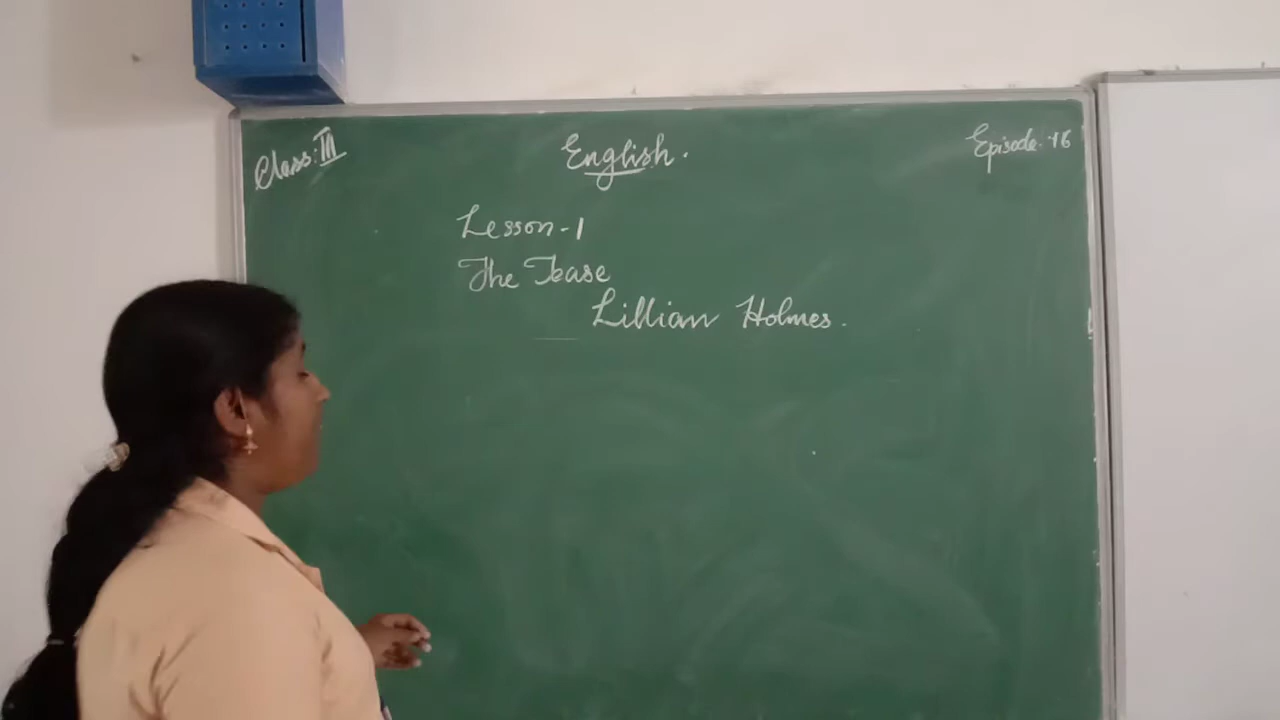 Class: III
English.
Episode: 16
Lesson-1
The Tease
Lillian Holmes.